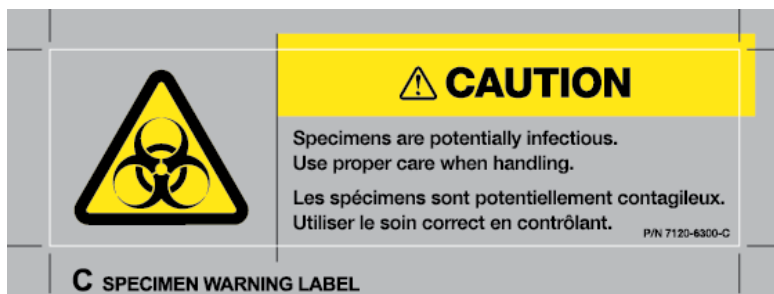 CAUTION
Specimens are potentially infectious.
Use proper care when handling.
Les spécimens sont potentiellement contagileux.
Utiliser le soin correct en contrôlant.
P/N 7120-6300-C
C SPECIMEN WARNING LABEL